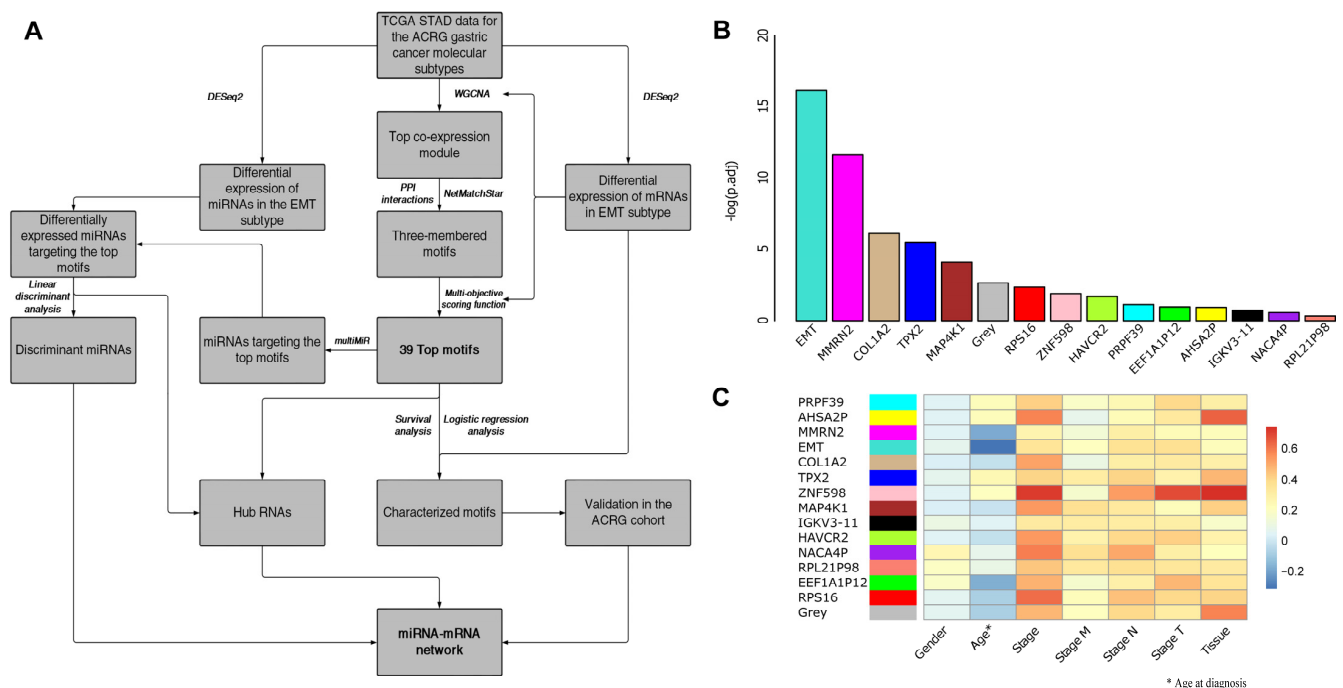 A
TCGA STAD data for
the ACRG gastric
cancer molecular
subtypes
DESeq2
WGCNA
DESeq2
Top co-expression
module
Differential
expression of
miRNAs in the EMT
subtype
PPI
interactions
NetMatchStar
Differential
expression of mRNAs
in EMT subtype
Differentially
expressed miRNAs
targeting the top
motifs
Three-membered
motifs
Linear
discriminant
analysis
Multi-objective
scoring function
Discriminant miRNAs
miRNAs targeting the
top motifs
multiMiR
39 Top motifs
Survival
analysis
Logistic regression
analysis
Hub RNAs
Characterized motifs
Validation in the
ACRG cohort
miRNA-mRNA
network
B
-log(p.adj)
20
15
10
5
0
EMT
MMRN2
COL1A2
TPX2
MAP4K1
Grey
RPS16
ZNF598
HAVCR2
PRPF39
EEF1A1P12
AHSA2P
IGKV3-11
NACA4P
RPL21P98
C
PRPF39
AHSA2P
MMRN2
EMT
COL1A2
TPX2
ZNF598
MAP4K1
IGKV3-11
HAVCR2
NACA4P
RPL21P98
EEF1A1P12
RPS16
Grey
0.6
0.4
0.2
0
−0.2
Gender
Age*
Stage
Stage M
Stage N
Stage T
Tissue
* Age at diagnosis